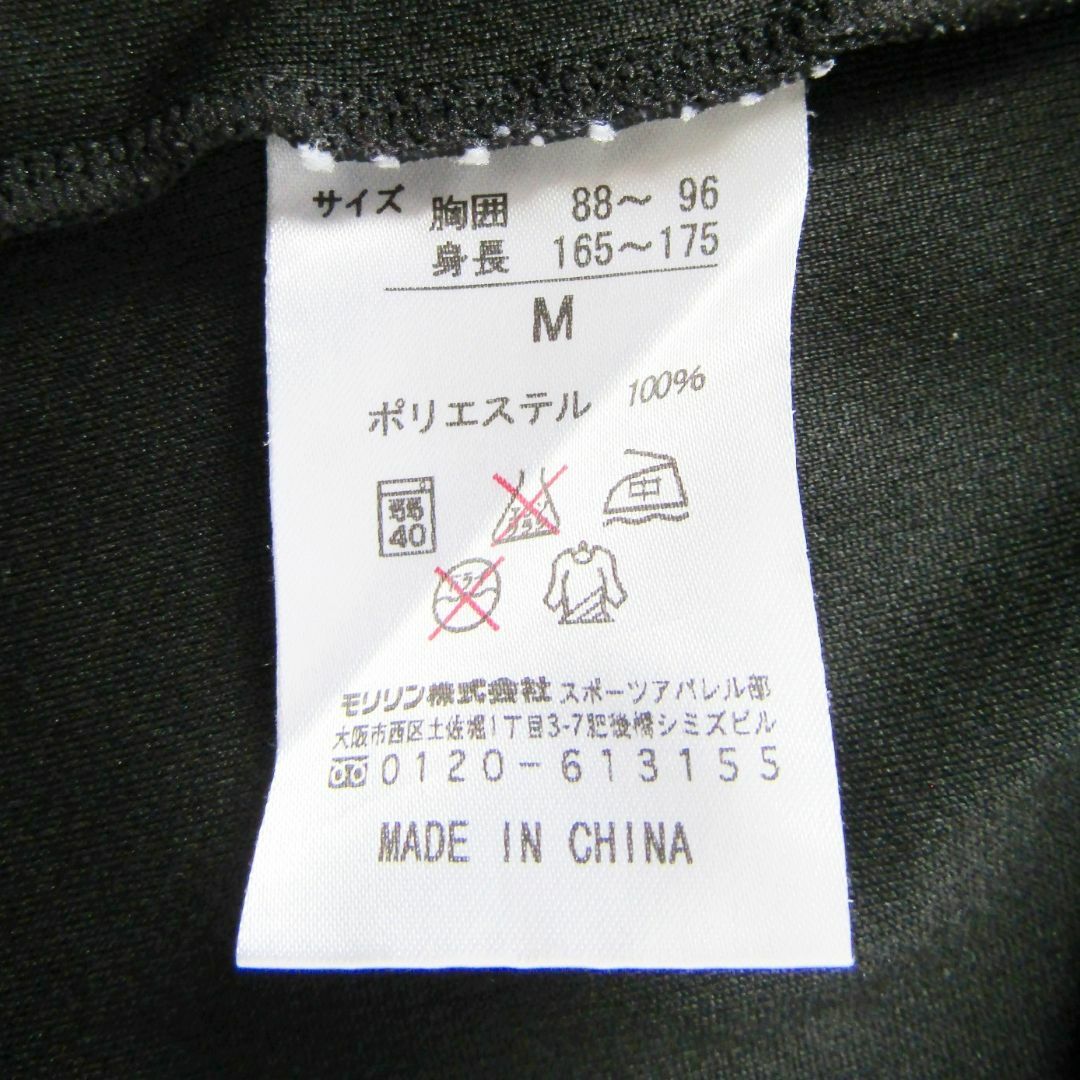 サイズ 胸囲 88～ 96
身長 165～175
M
ポリエステル 100%
40
中
モリリン株式会社 スポーツアパレル部
大阪市西区土佐堀1丁目3-7肥後橋シミズビル
0120-613155
MADE IN CHINA